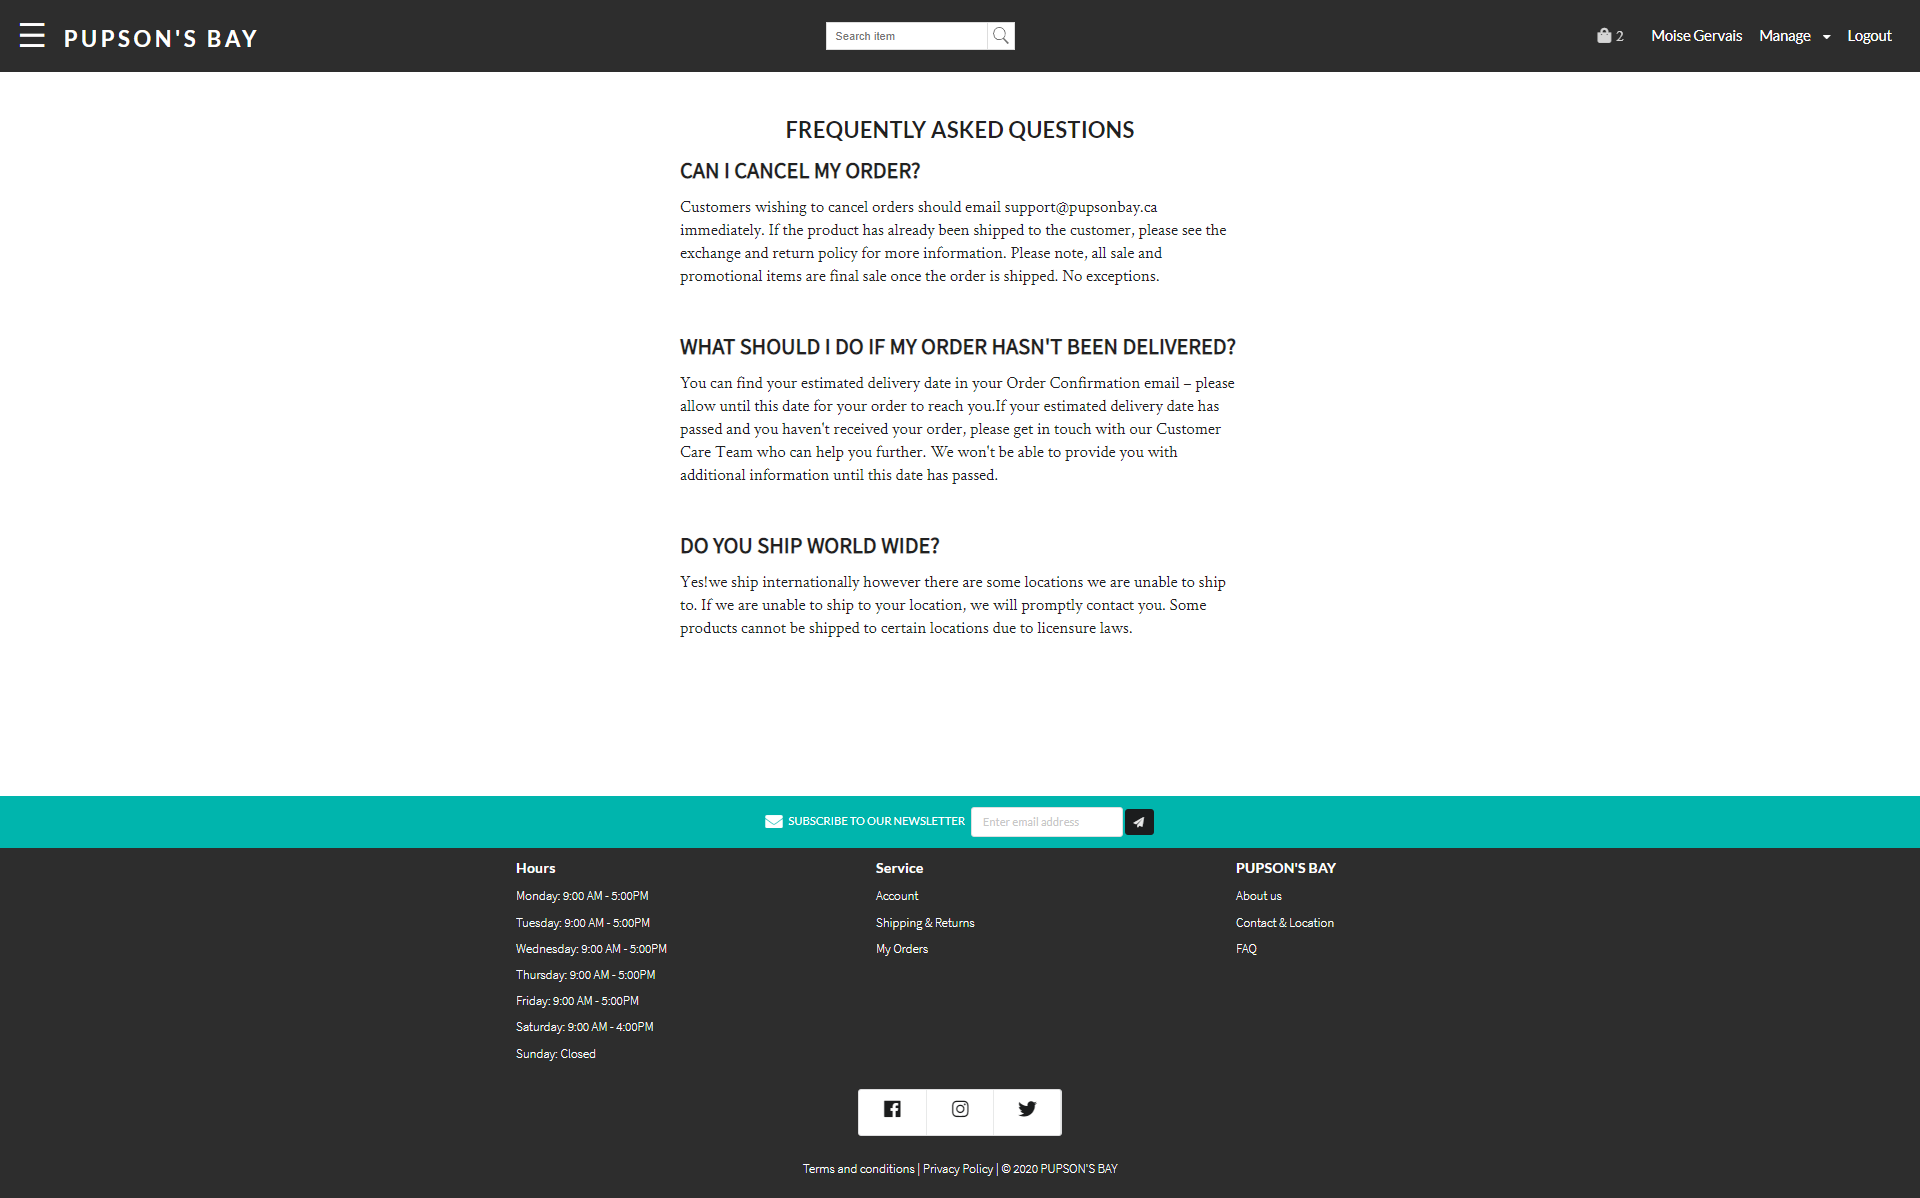 PUPSON'S BAY
Search item
2
Moise Gervais
Manage
Logout
FREQUENTLY ASKED QUESTIONS
CAN I CANCEL MY ORDER?
Customers wishing to cancel orders should email support@pupsonbay.ca
immediately. If the product has already been shipped to the customer, please see the
exchange and return policy for more information. Please note, all sale and
promotional items are final sale once the order is shipped. No exceptions.
WHAT SHOULD I DO IF MY ORDER HASN'T BEEN DELIVERED?
You can find your estimated delivery date in your Order Confirmation email – please
allow until this date for your order to reach you.If your estimated delivery date has
passed and you haven't received your order, please get in touch with our Customer
Care Team who can help you further. We won't be able to provide you with
additional information until this date has passed.
DO YOU SHIP WORLD WIDE?
Yes!we ship internationally however there are some locations we are unable to ship
to. If we are unable to ship to your location, we will promptly contact you. Some
products cannot be shipped to certain locations due to licensure laws.
SUBSCRIBE TO OUR NEWSLETTER
Enter email address
Hours
Monday: 9:00 AM - 5:00PM
Tuesday: 9:00 AM - 5:00PM
Wednesday: 9:00 AM - 5:00PM
Thursday: 9:00 AM - 5:00PM
Friday: 9:00 AM - 5:00PM
Saturday: 9:00 AM - 4:00PM
Sunday: Closed
Service
Account
Shipping & Returns
My Orders
PUPSON'S BAY
About us
Contact & Location
FAQ
Terms and conditions | Privacy Policy | © 2020 PUPSON'S BAY